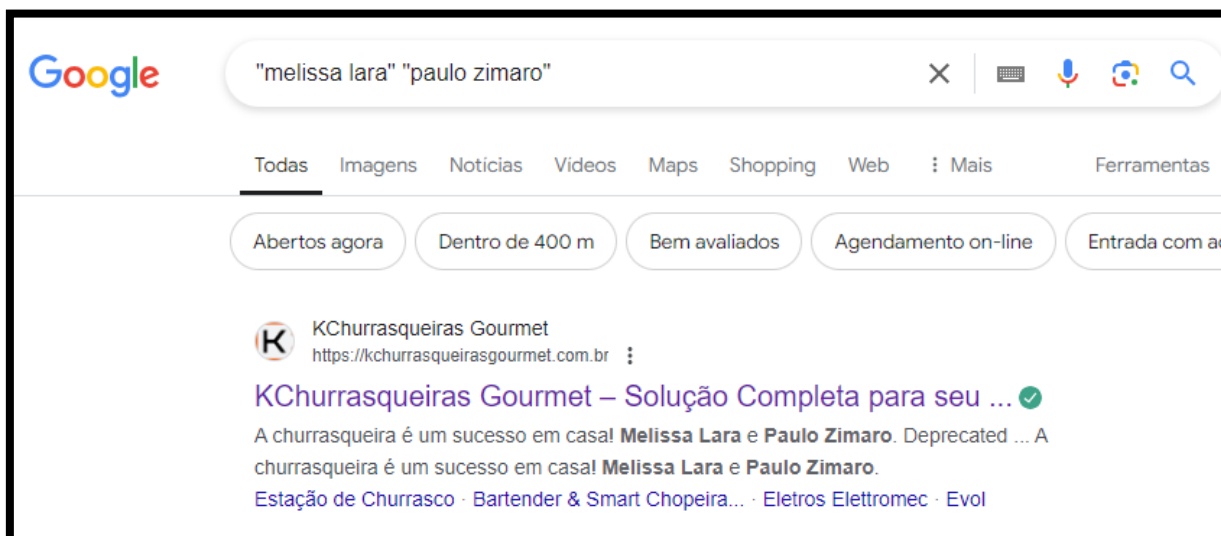 Google
"melissa lara" "paulo zimaro"
Todas Imagens Notícias Vídeos Maps Shopping Web Mais Ferramentas
Abertos agora Dentro de 400 m Bem avaliados Agendamento on-line Entrada com
K
KChurrasqueiras Gourmet
https://kchurrasqueirasgourmet.com.br
KChurrasqueiras Gourmet – Solução Completa para seu ...
A churrasqueira é um sucesso em casa! Melissa Lara e Paulo Zimaro. Deprecated ... A
churrasqueira é um sucesso em casa! Melissa Lara e Paulo Zimaro.
Estação de Churrasco · Bartender & Smart Chopeira... · Eletros Elettromec · Evol